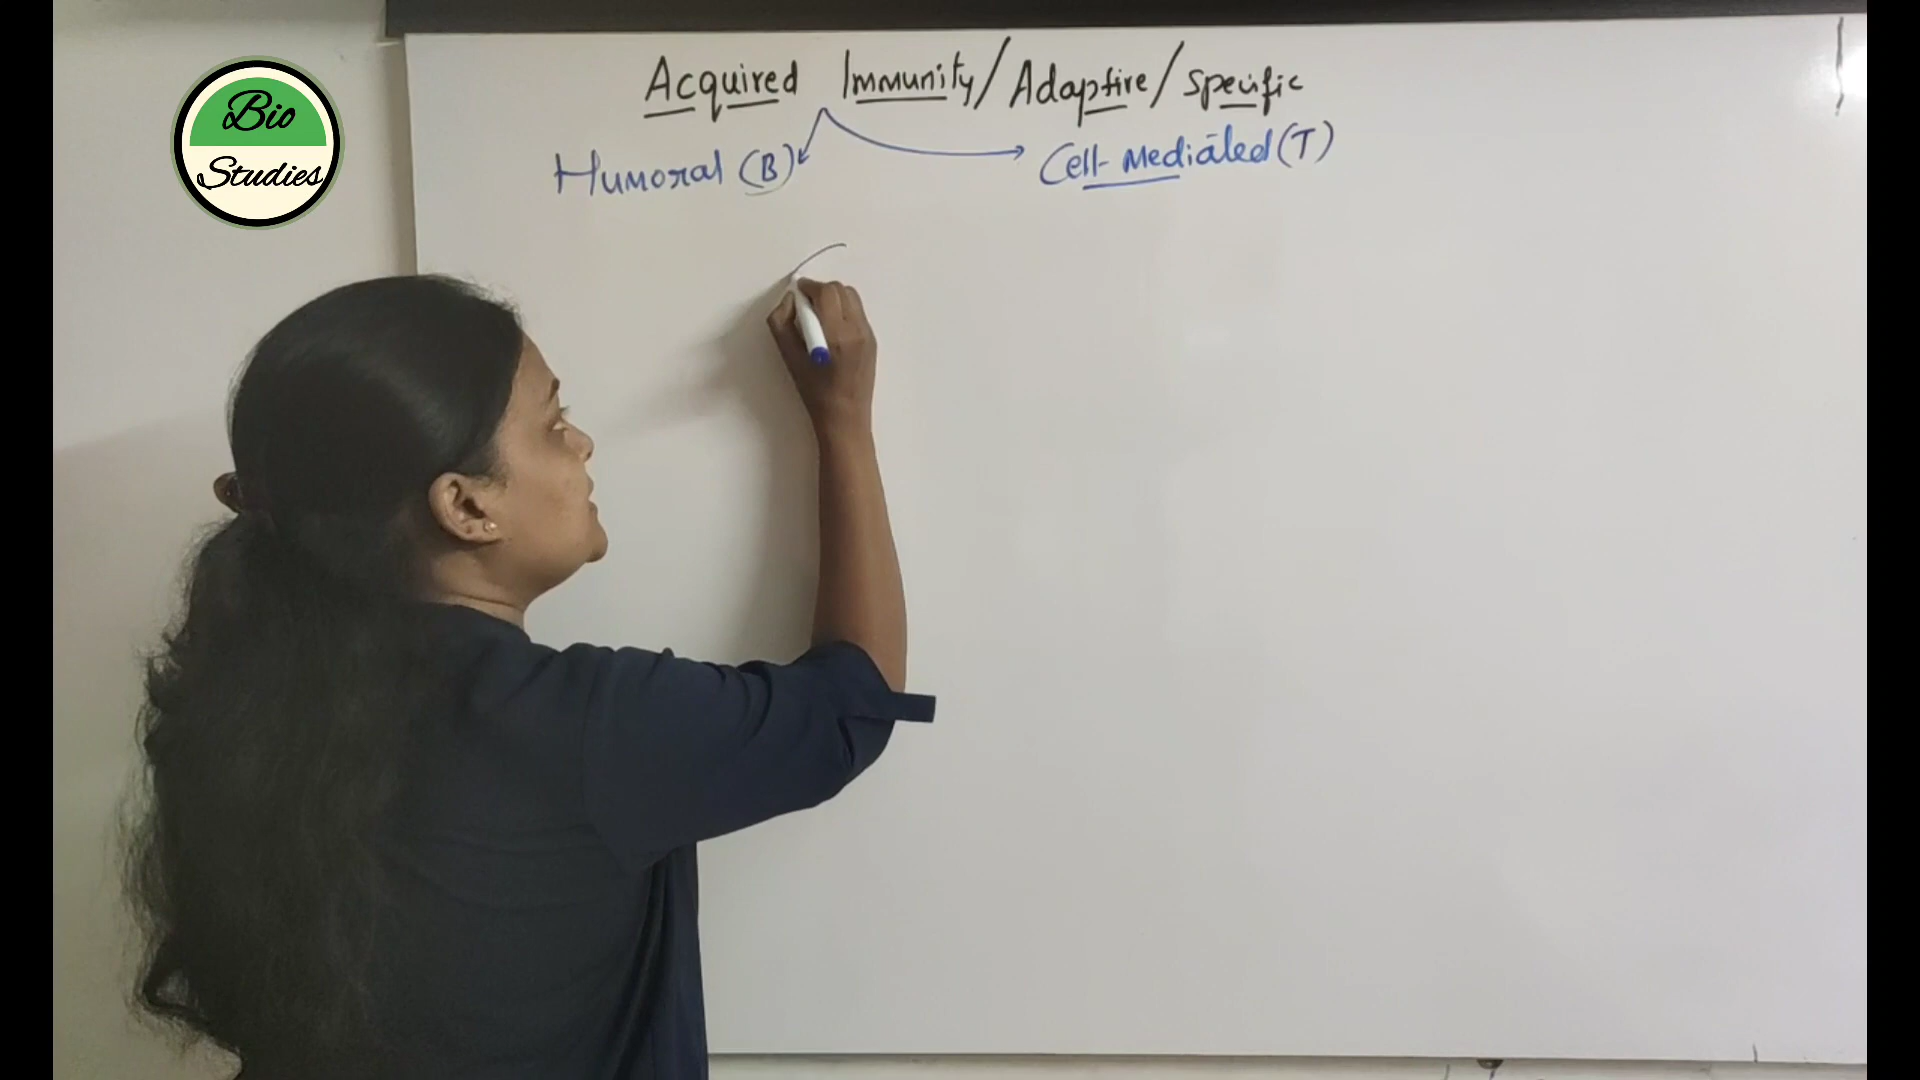 Bio
Studies
Acquired Immunity/Adaptive/Specific
Humoral (B)
Cell-Mediated (T)